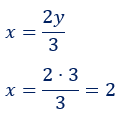 x = 2y/3
x = 2 · 3/3 = 2